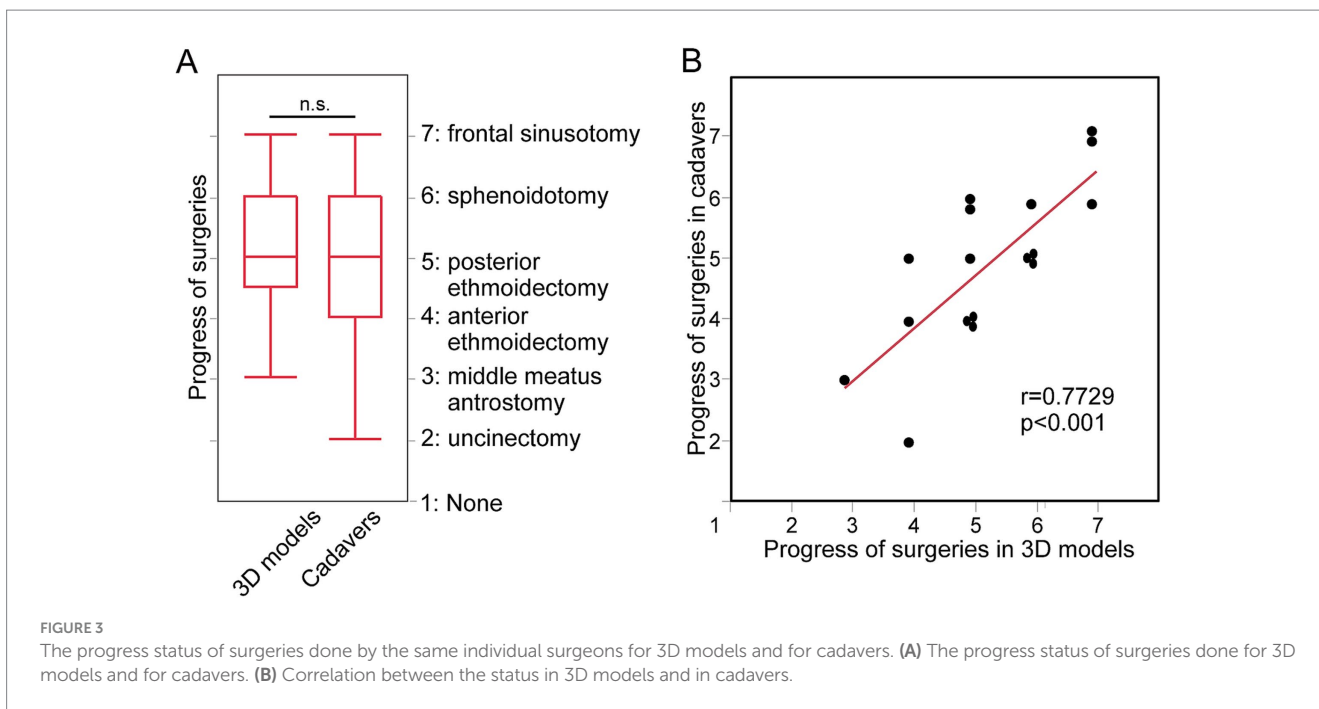 A
n.s.
Progress of surgeries
7: frontal sinusotomy
6: sphenoidotomy
5: posterior
ethmoidectomy
4: anterior
ethmoidectomy
3: middle meatus
antrostomy
2: uncinectomy
1: None
3D models
Cadavers
B
Progress of surgeries in cadavers
7
6
5
4
3
2
r=0.7729
p<0.001
1 2 3 4 5 6 7
Progress of surgeries in 3D models
FIGURE 3
The progress status of surgeries done by the same individual surgeons for 3D models and for cadavers. (A) The progress status of surgeries done for 3D
models and for cadavers. (B) Correlation between the status in 3D models and in cadavers.